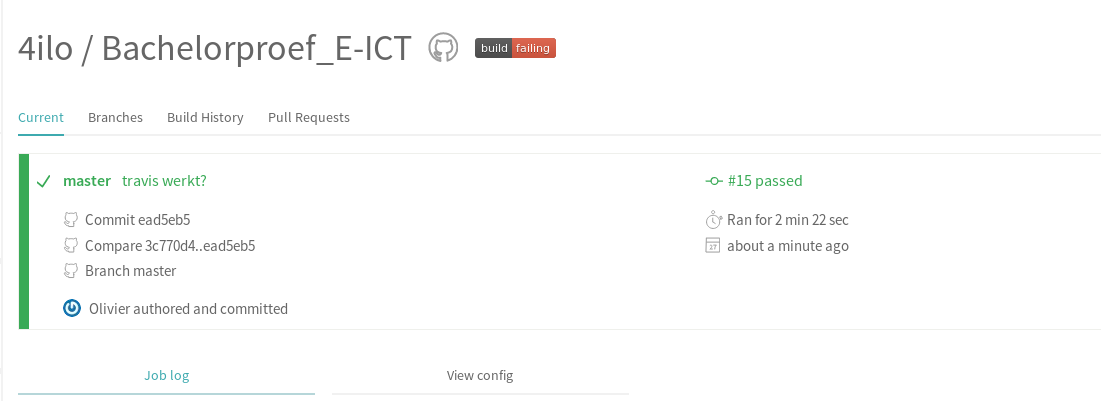 4ilo / Bachelorproef_E-ICT build failing
Current Branches Build History Pull Requests
master travis werkt? #15 passed
Commit ead5eb5 Ran for 2 min 22 sec
Compare 3c770d4..ead5eb5 27 about a minute ago
Branch master
Olivier authored and committed
Job log View config